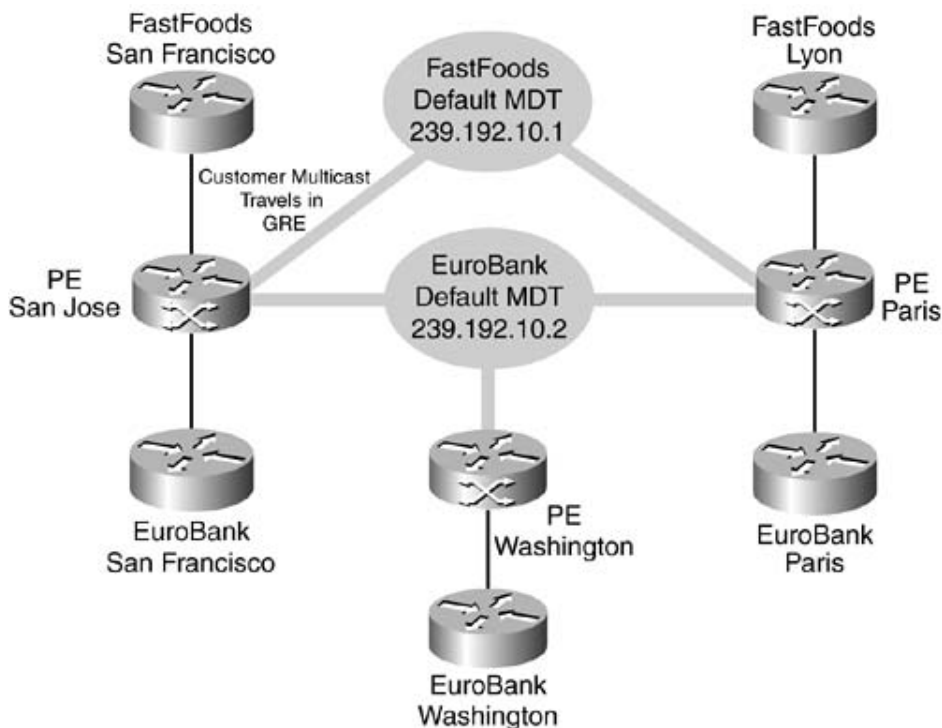 FastFoods
San Francisco
FastFoods
Default MDT
239.192.10.1
FastFoods
Lyon
Customer Multicast
Travels in
GRE
PE
San Jose
EuroBank
Default MDT
239.192.10.2
PE
Paris
EuroBank
San Francisco
PE
Washington
EuroBank
Paris
EuroBank
Washington